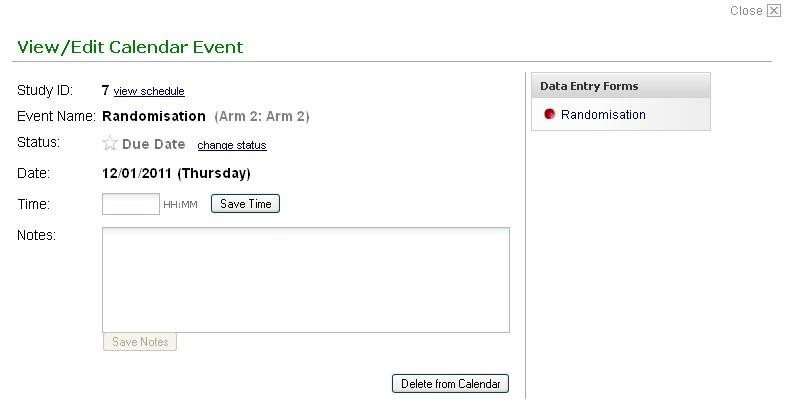 Close
View/Edit Calendar Event
Study ID: 7 view schedule
Event Name: Randomisation (Arm 2: Arm 2)
Status: Due Date change status
Date: 12/01/2011 (Thursday)
Time: HH:MM Save Time
Notes:
Save Notes
Delete from Calendar
Data Entry Forms
Randomisation